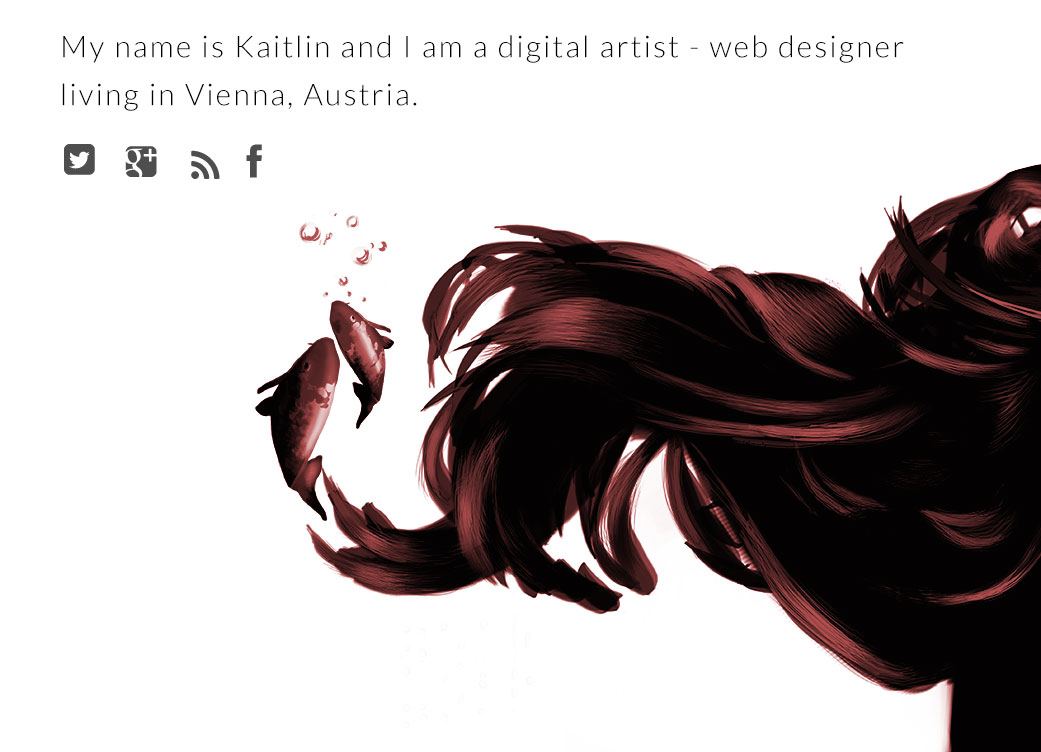 My name is Kaitlin and I am a digital artist - web designer
living in Vienna, Austria.
g+